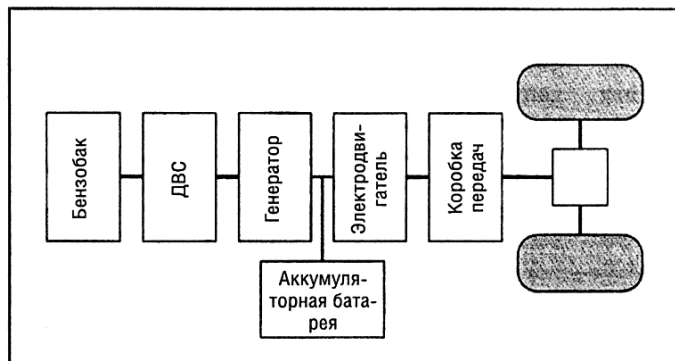 Бензобак
ДВС
Генератор
Электродви-
гатель
Коробка
передач
Аккумуля-
торная бата-
рея